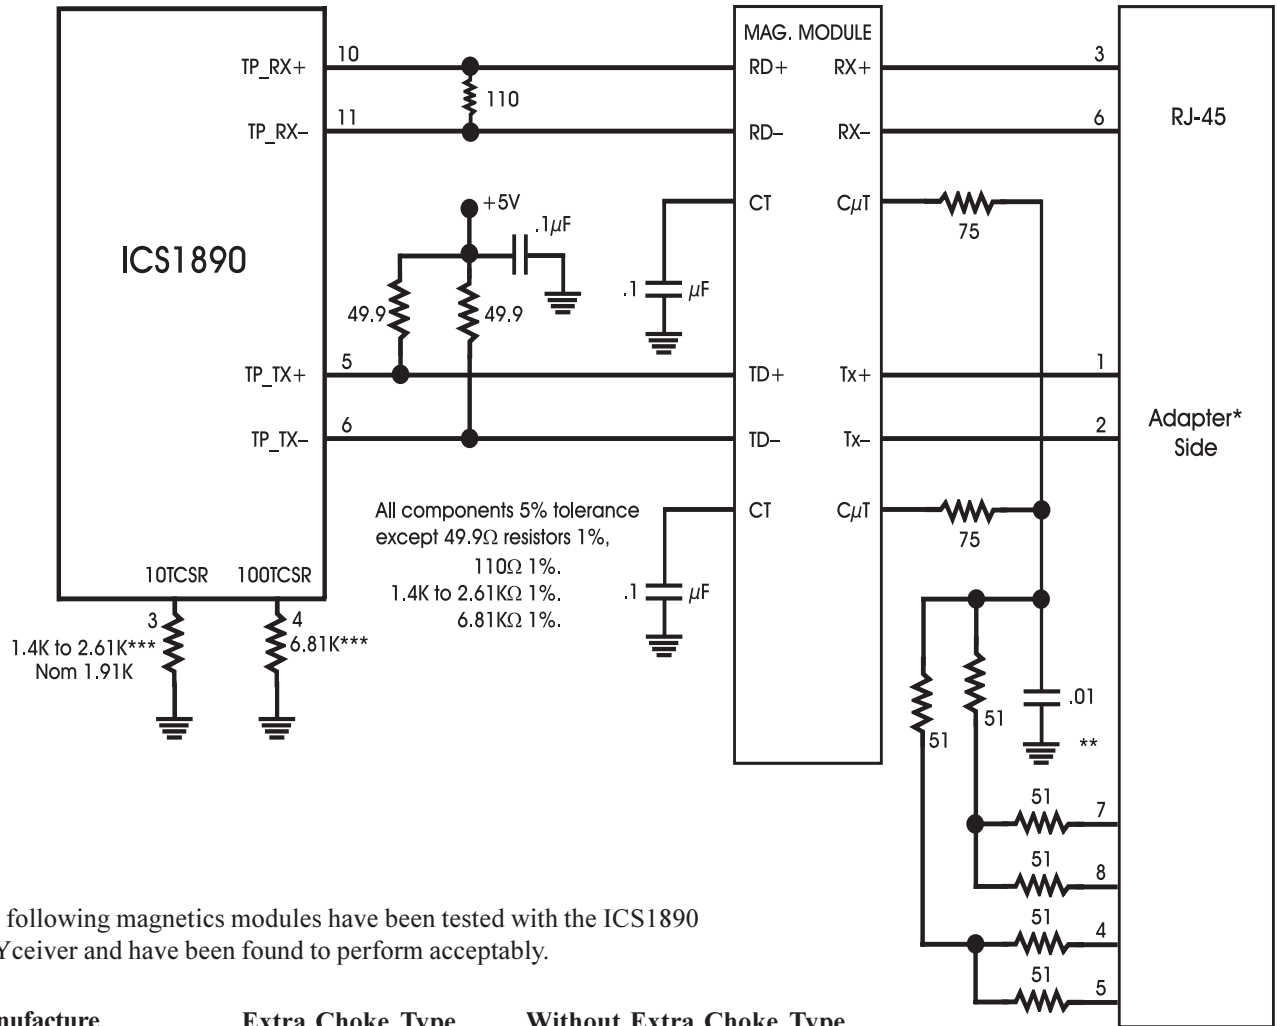 MAG. MODULE
TP_RX+
10
RD+
RX+
3
110
RJ-45
TP_RX–
11
RD–
RX–
6
+5V
CT
CμT
75
.1μF
ICS1890
.1 μF
49.9
49.9
TP_TX+
5
TD+
Tx+
1
Adapter*
Side
TP_TX–
6
TD–
Tx–
2
All components 5% tolerance
except 49.9Ω resistors 1%,
110Ω 1%.
1.4K to 2.61KΩ 1%.
6.81KΩ 1%.
CT
CμT
75
10TCSR
100TCSR
.1 μF
3
1.4K to 2.61K***
Nom 1.91K
4
6.81K***
51
51
.01
**
51
7
51
8
51
4
51
5
following magnetics modules have been tested with the ICS1890
Yceiver and have been found to perform acceptably.
nufacture
Extra Choke Type
Without Extra Choke Type